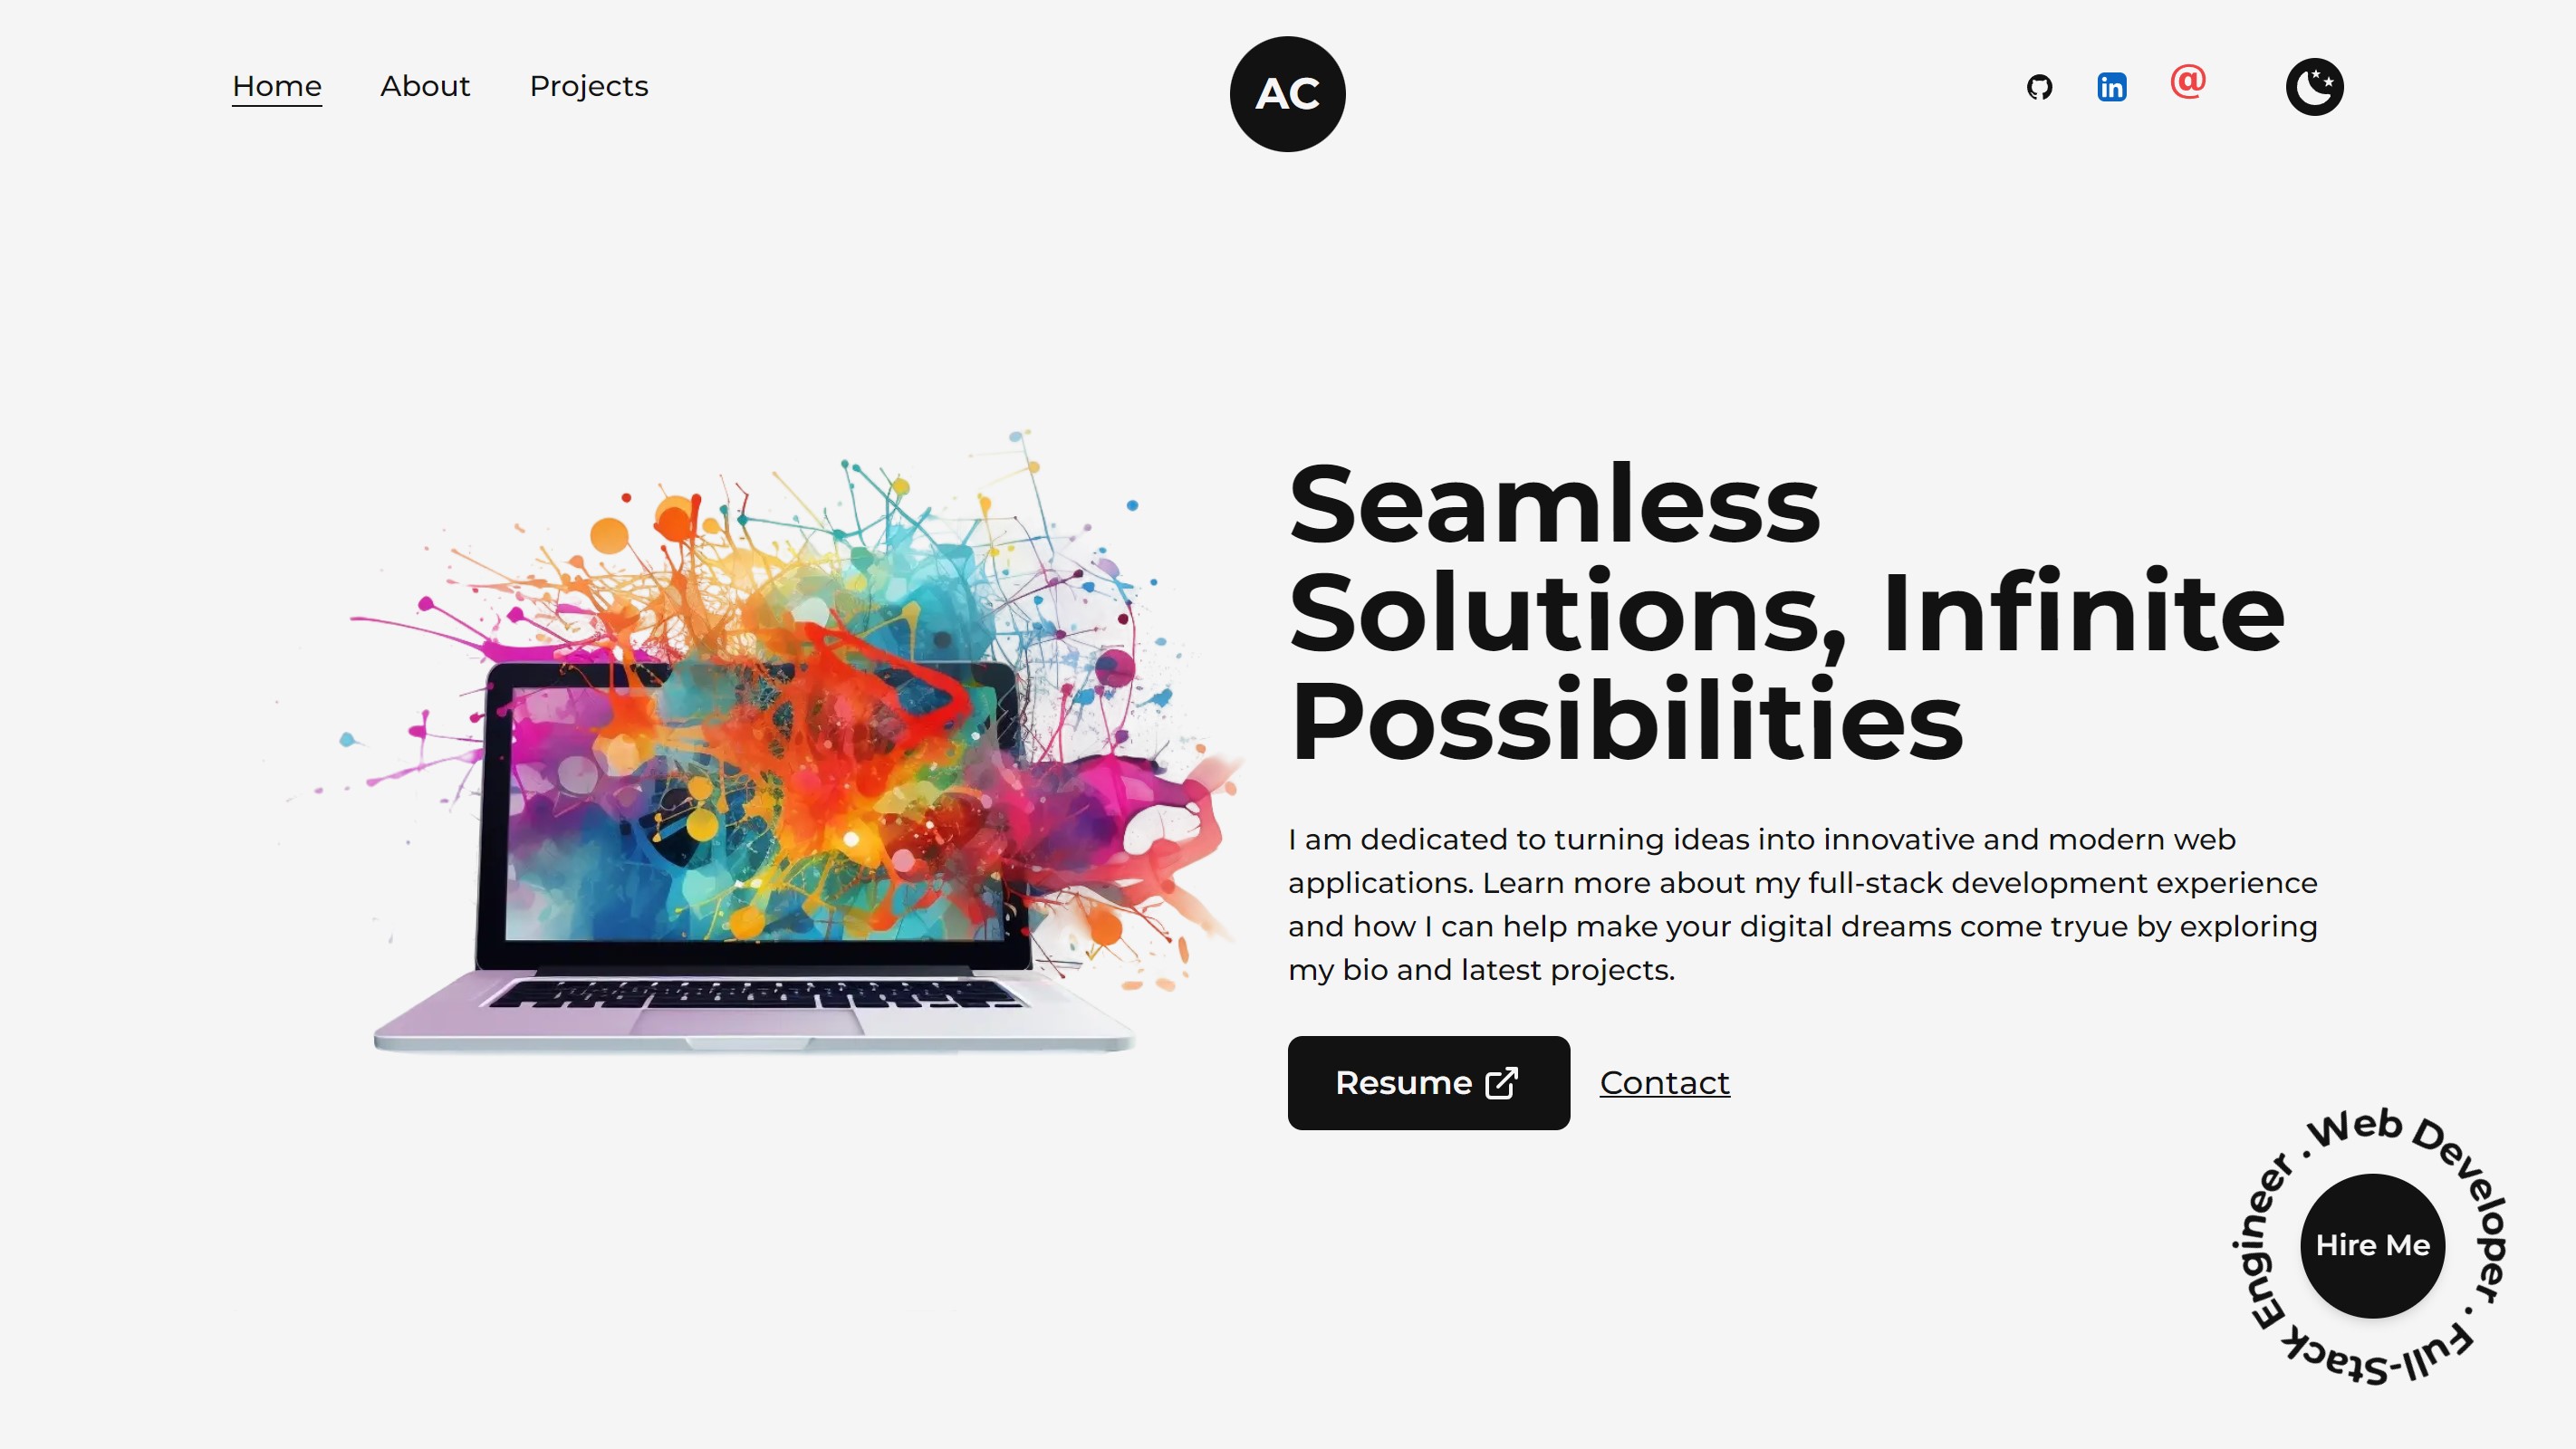 Home
About
Projects
AC
in
@
Seamless
Solutions, Infinite
Possibilities
I am dedicated to turning ideas into innovative and modern web
applications. Learn more about my full-stack development experience
and how I can help make your digital dreams come tryue by exploring
my bio and latest projects.
Resume
Contact
Web Developer . Full-Stack Engineer .
Hire Me